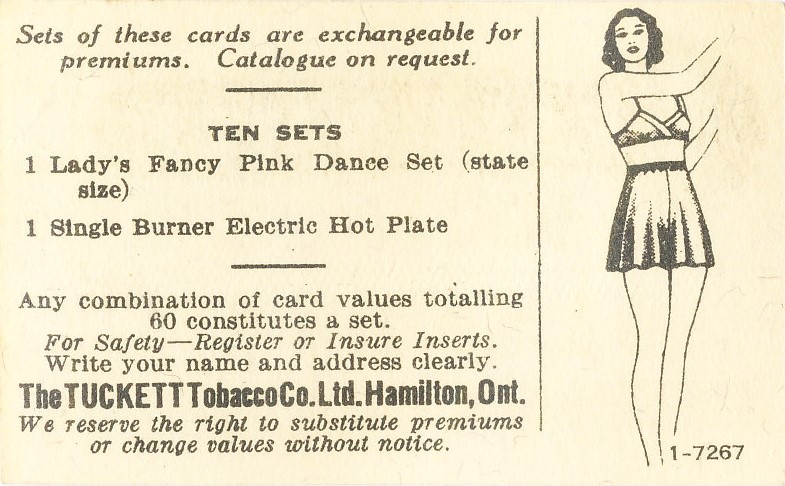 Sets of these cards are exchangeable for
premiums. Catalogue on request.
TEN SETS
1 Lady's Fancy Pink Dance Set (state
size)
1 Single Burner Electric Hot Plate
Any combination of card values totalling
60 constitutes a set.
For Safety—Register or Insure Inserts.
Write your name and address clearly.
The TUCKETT Tobacco Co. Ltd. Hamilton, Ont.
We reserve the right to substitute premiums
or change values without notice.
1-7267